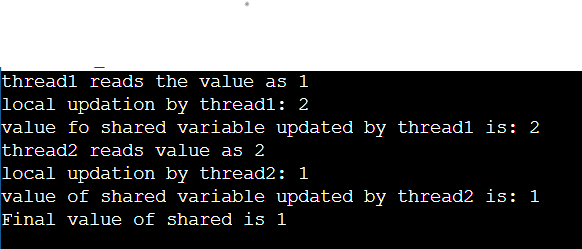 thread1 reads the value as 1
local updation by thread1: 2
value fo shared variable updated by thread1 is: 2
thread2 reads value as 2
local updation by thread2: 1
value of shared variable updated by thread2 is: 1
Final value of shared is 1